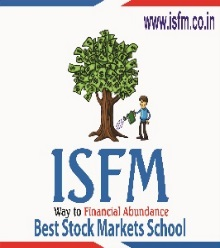 www.isfm.co.in
ISFM
Way to Financial Abundance
Best Stock Markets School